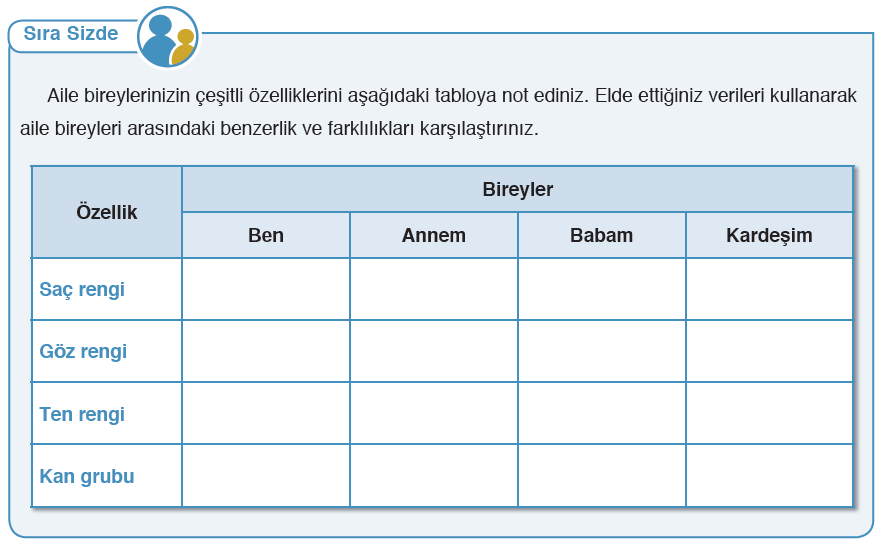 Sıra Sizde
Aile bireylerinizin çeşitli özelliklerini aşağıdaki tabloya not ediniz. Elde ettiğiniz verileri kullanarak
aile bireyleri arasındaki benzerlik ve farklılıkları karşılaştırınız.
Özellik
Bireyler
Ben Annem Babam Kardeşim
Saç rengi
Göz rengi
Ten rengi
Kan grubu